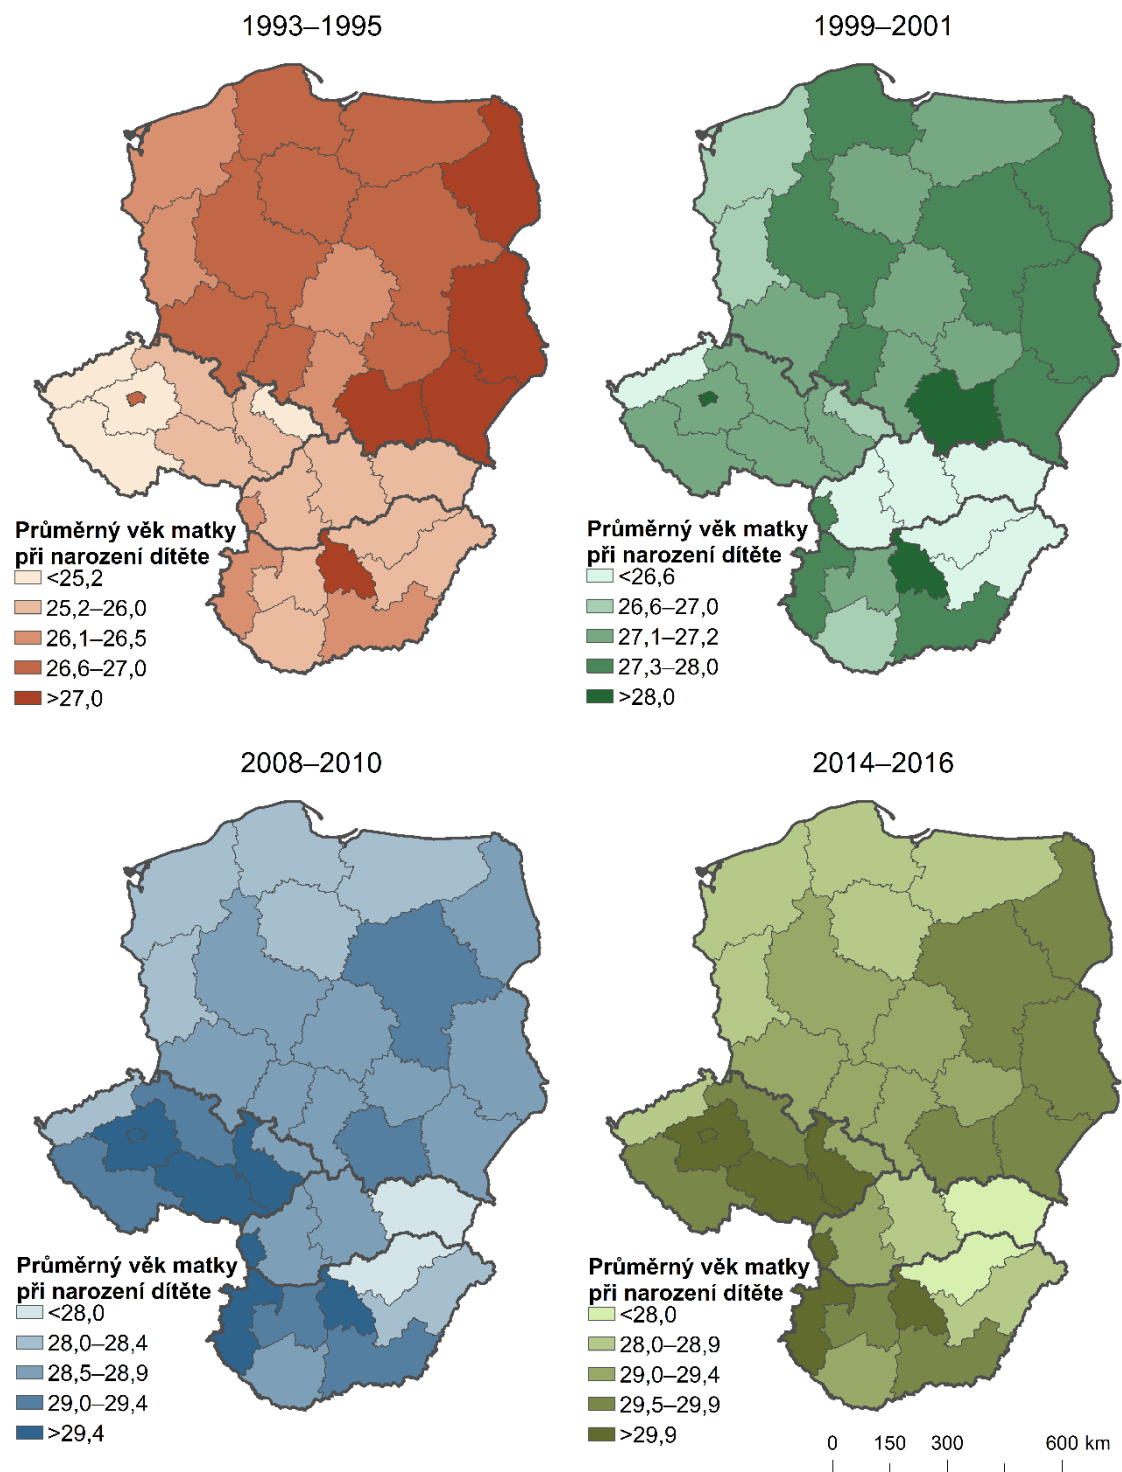 1993–1995
1999–2001
Průměrný věk matky
při narození dítěte
<25,2
25,2–26,0
26,1–26,5
26,6–27,0
>27,0
Průměrný věk matky
při narození dítěte
<26,6
26,6–27,0
27,1–27,2
27,3–28,0
>28,0
2008–2010
2014–2016
Průměrný věk matky
při narození dítěte
<28,0
28,0–28,4
28,5–28,9
29,0–29,4
>29,4
Průměrný věk matky
při narození dítěte
<28,0
28,0–28,9
29,0–29,4
29,5–29,9
>29,9
0 150 300 600 km